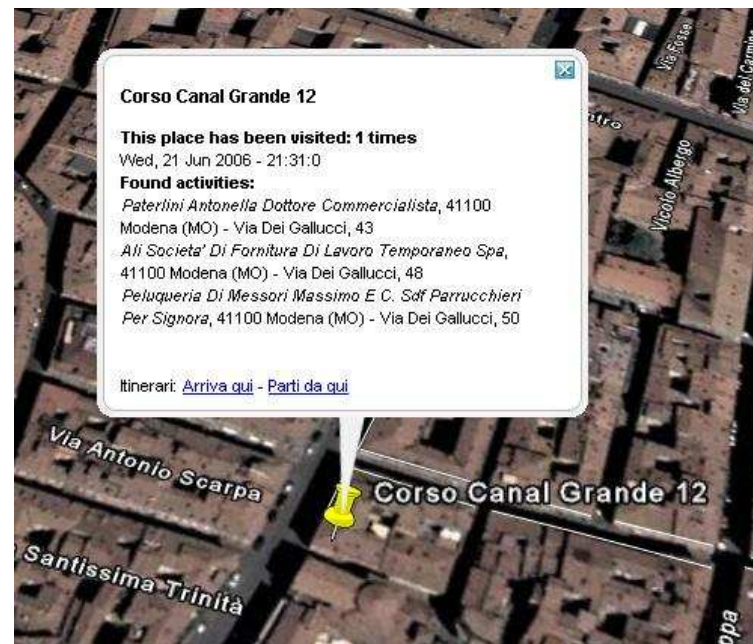 Corso Canal Grande 12
This place has been visited: 1 times
Wed, 21 Jun 2006 - 21:31:0
Found activities:
Paterlini Antonella Dottore Commercialista, 41100
Modena (MO) - Via Dei Gallucci, 43
Ali Societa' Di Fornitura Di Lavoro Temporaneo Spa,
41100 Modena (MO) - Via Dei Gallucci, 48
Peluqueria Di Messori Massimo E C. Sdf Parrucchieri
Per Signora, 41100 Modena (MO) - Via Dei Gallucci, 50
Itinerari: Arriva qui - Parti da qui
Via Fosse
Via del Carmine
ntro
Vicolo Albergo
Via Antonio Scarpa
Corso Canal Grande 12
Santissima Trinità
ppa